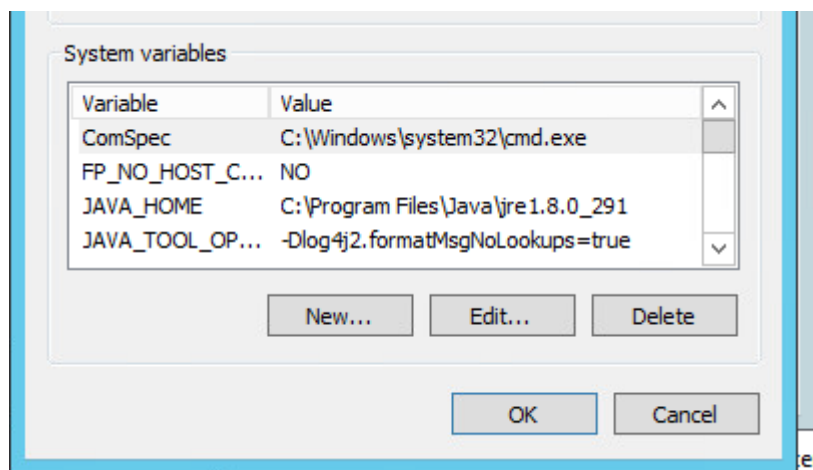 System variables
Variable Value
ComSpec C:\Windows\system32\cmd.exe
FP_NO_HOST_C... NO
JAVA_HOME C:\Program Files\Java\jre1.8.0_291
JAVA_TOOL_OP... -Dlog4j2.formatMsgNoLookups=true
New... Edit... Delete
OK Cancel